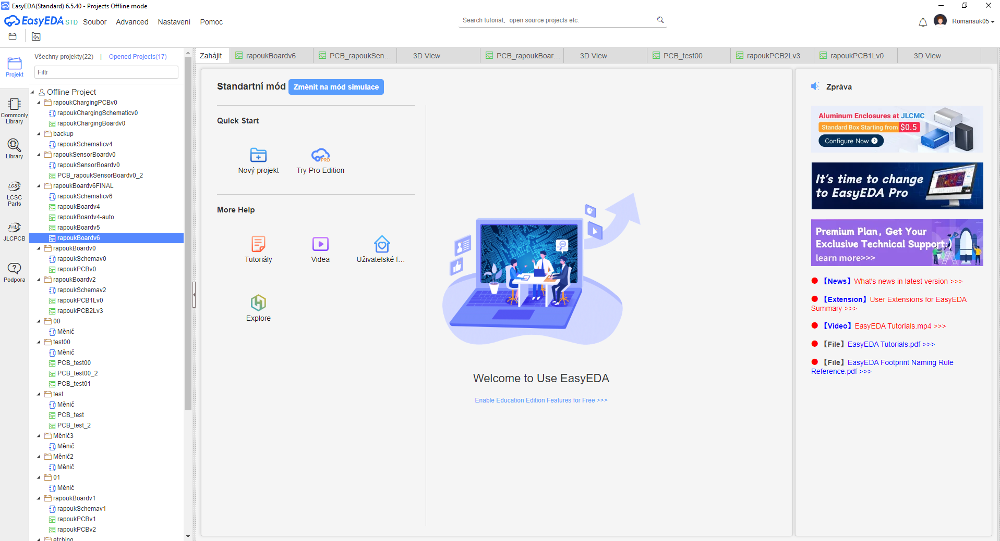 EasyEDA(Standard) 6.5.40 - Projects Offline mode
EasyEDA STD Soubor Advanced Nastavení Pomoc
Search tutorial、open source projects etc.
Romansuk05
Projekt
Commonly
Library
Library
LCSC
LCSC
Parts
J@LC
JLCPCB
Podpora
Všechny projekty(22) | Opened Projects(17)
Filtr
Offline Project
rapoukChargingPCBv0
rapoukChargingSchematicv0
rapoukChargingBoardv0
backup
rapoukSchematicv4
rapoukSensorBoardv0
rapoukSensorBoardv0
PCB_rapoukSensorBoardv0_2
rapoukBoardv6FINAL
rapoukSchematicv6
rapoukBoardv4
rapoukBoardv4-auto
rapoukBoardv5
rapoukBoardv6
rapoukBoardv0
rapoukSchemav0
rapoukPCBv0
rapoukBoardv2
rapoukSchemav2
rapoukPCB1Lv0
rapoukPCB2Lv3
00
Měnič
test00
Měnič
PCB_test00
PCB_test00_2
PCB_test01
test
Měnič
PCB_test
PCB_test_2
Měnič3
Měnič
Měnič2
Měnič
01
Měnič
rapoukBoardv1
rapoukSchemav1
rapoukPCBv1
rapoukPCBv2
etching
Zahájit rapoukBoardv6 PCB_rapoukSen... 3D View PCB_rapoukBoar... 3D View PCB_test00 rapoukPCB2Lv3 rapoukPCB1Lv0 3D View
Standartní mód Změnit na mód simulace
Quick Start
PRO
Nový projekt Try Pro Edition
More Help
Tutoriály Videa Uživatelské f...
Explore
Welcome to Use EasyEDA
Enable Education Edition Features for Free >>>
Zpráva
Aluminum Enclosures at JLCMC
Standard Box Starting from $0.5
Configure Now
It's time to change
to EasyEDA Pro
Premium Plan, Get Your
Exclusive Technical Support:)
learn more>>>
【News】What's news in latest version >>>
【Extension】User Extensions for EasyEDA
Summary >>>
【Video】EasyEDA Tutorials.mp4 >>>
【File】EasyEDA Tutorials.pdf >>>
【File】EasyEDA Footprint Naming Rule
Reference.pdf >>>